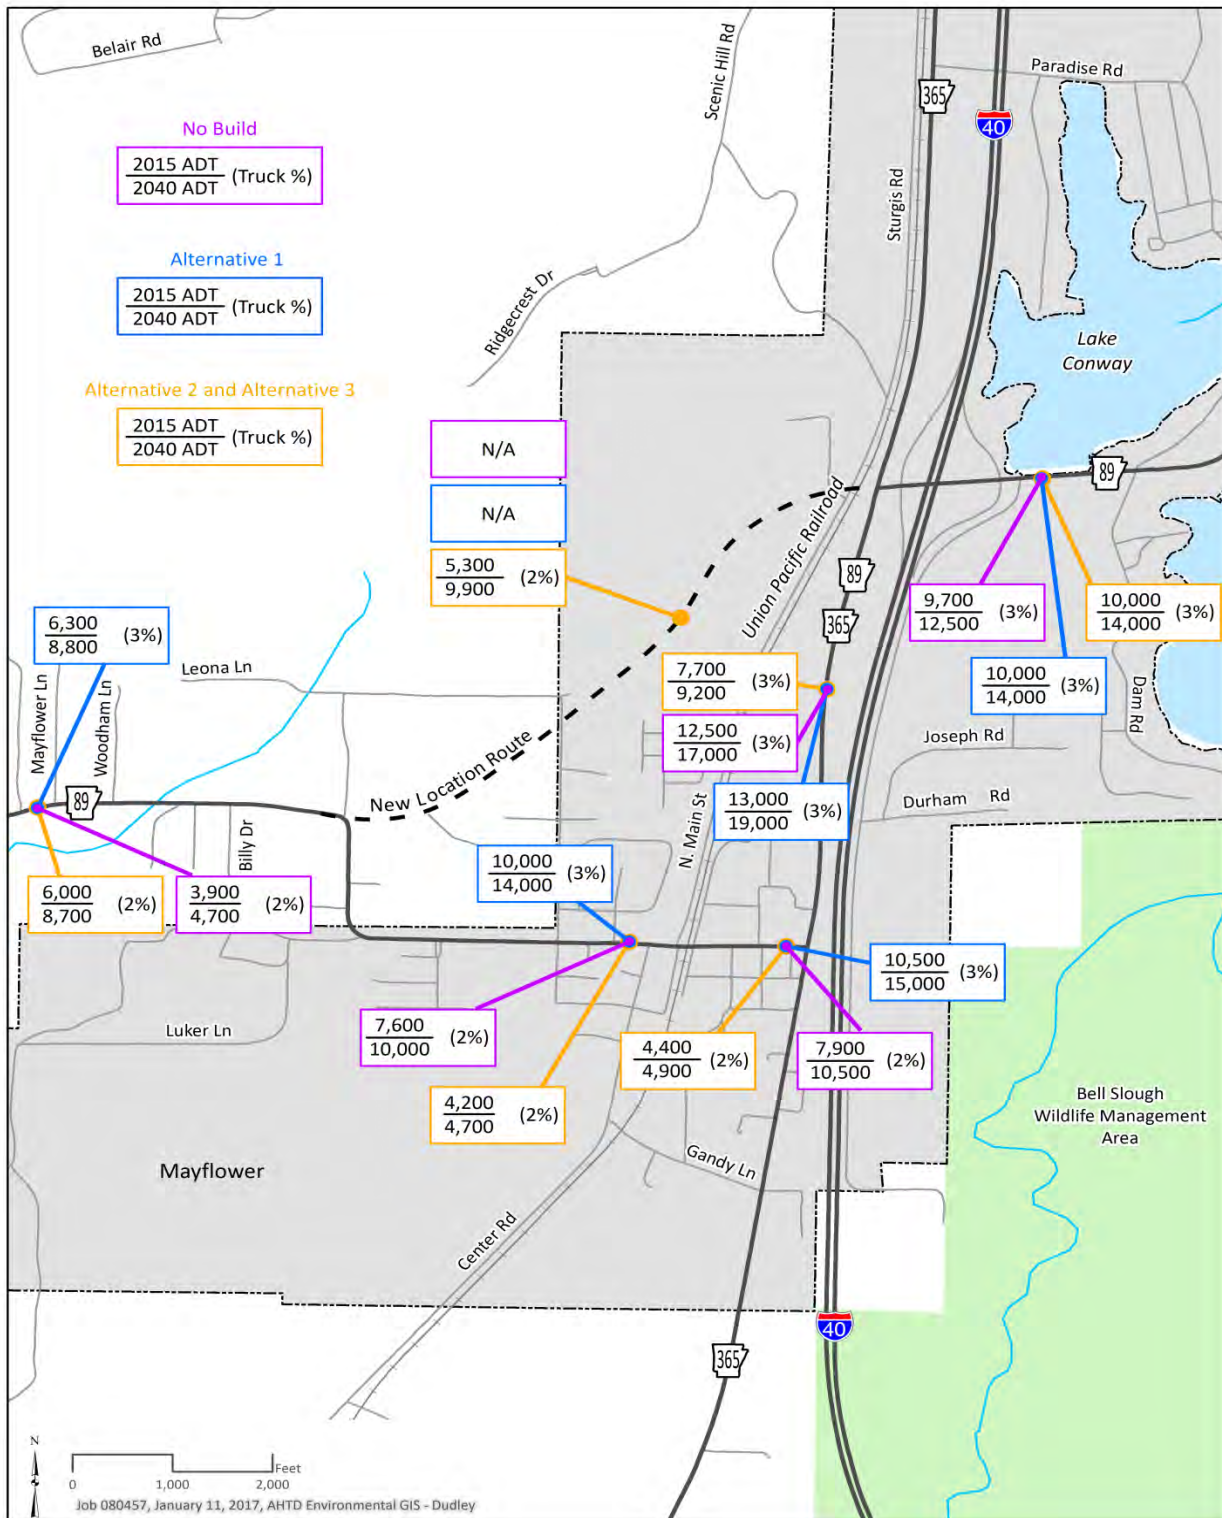 Belair Rd
Scenic Hill Rd
365
40
Paradise Rd
No Build
2015 ADT
2040 ADT (Truck %)
Sturgis Rd
Alternative 1
2015 ADT
2040 ADT (Truck %)
Ridgecrest Dr
Lake
Conway
Alternative 2 and Alternative 3
2015 ADT
2040 ADT (Truck %)
N/A
N/A
5,300
9,900 (2%)
Union Pacific Railroad
89
89
365
9,700
12,500 (3%)
10,000
14,000 (3%)
10,000
14,000 (3%)
6,300
8,800 (3%)
Leona Ln
Mayflower Ln
Woodham Ln
7,700
9,200 (3%)
12,500
17,000 (3%)
13,000
19,000 (3%)
Dam Rd
Joseph Rd
Durham Rd
89
New Location Route
Billy Dr
N. Main St
10,000
14,000 (3%)
6,000
8,700 (2%)
3,900
4,700 (2%)
10,500
15,000 (3%)
Luker Ln
7,600
10,000 (2%)
4,400
4,900 (2%)
7,900
10,500 (2%)
4,200
4,700 (2%)
Bell Slough
Wildlife Management
Area
Mayflower
Gandy Ln
Center Rd
40
365
N
0 1,000 2,000 Feet
Job 080457, January 11, 2017, AHTD Environmental GIS - Dudley